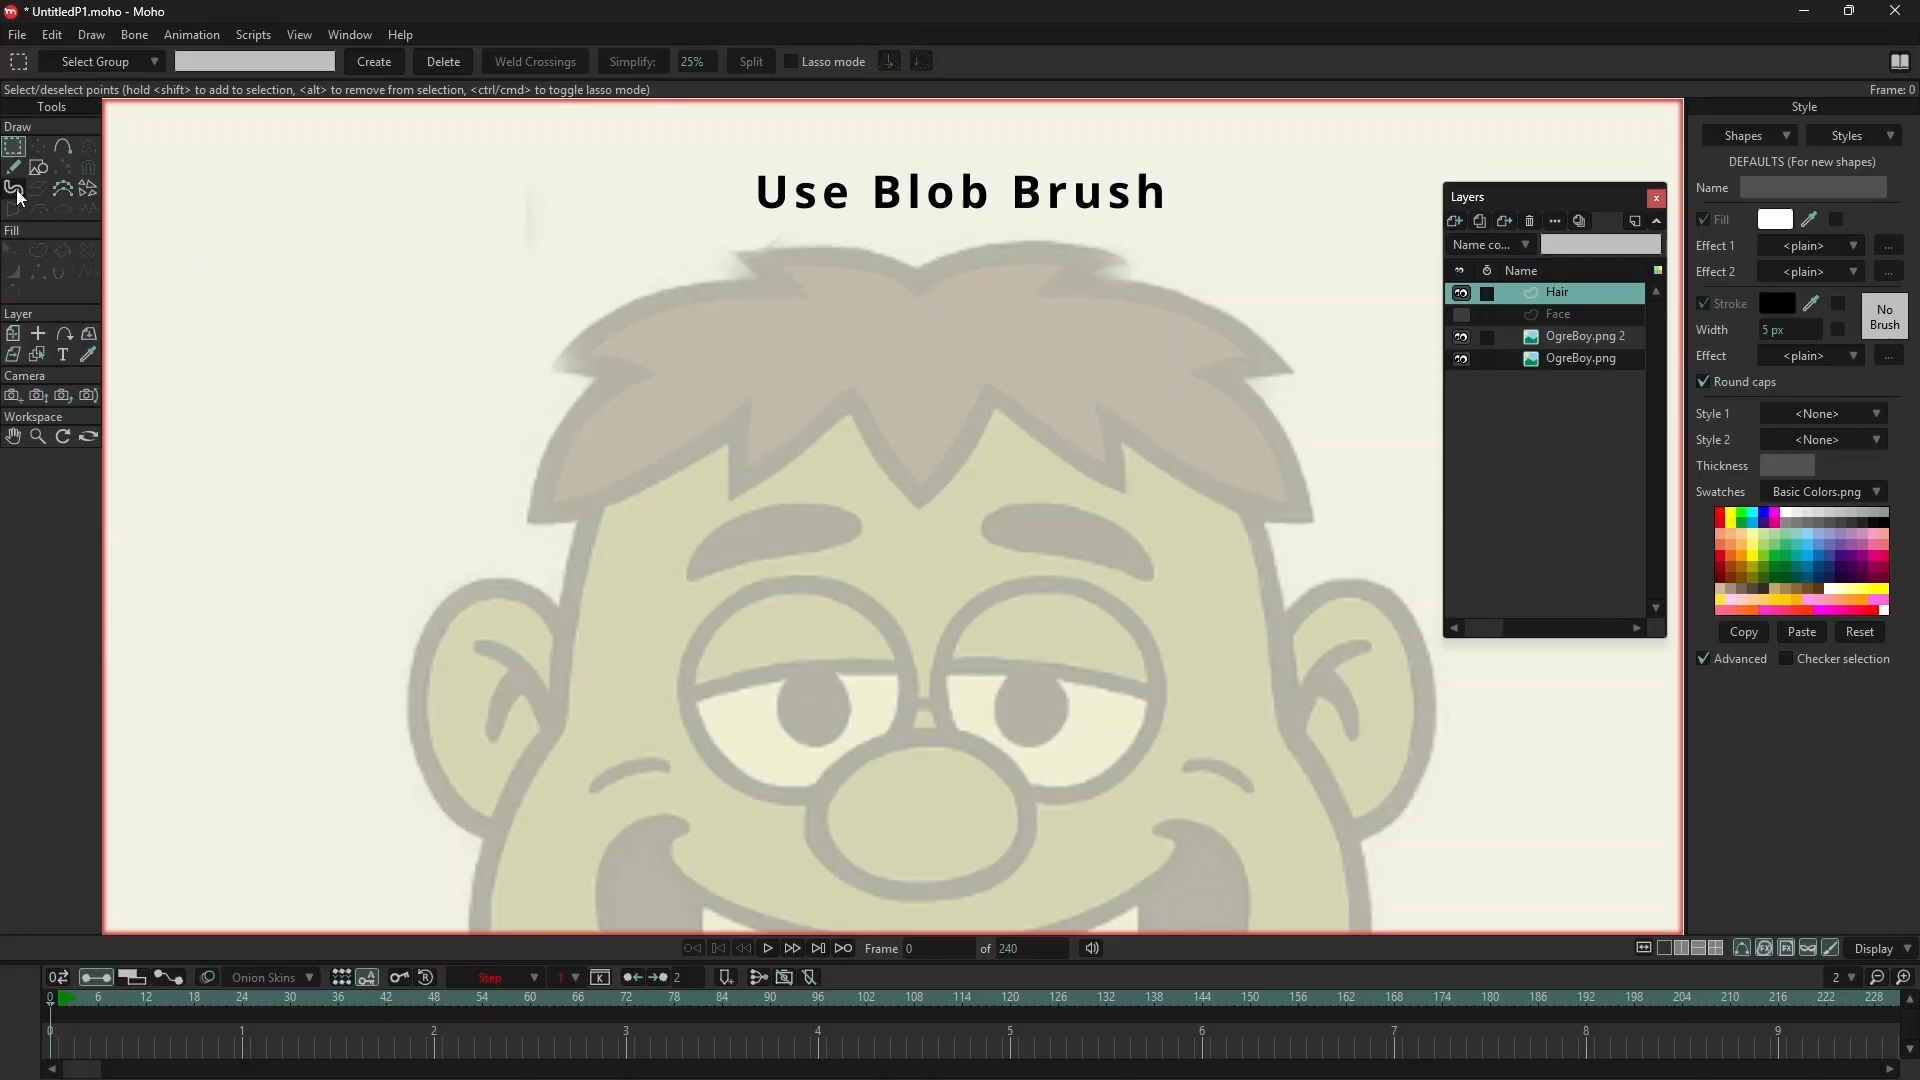 * UntitledP1.moho - Moho
File Edit Draw Bone Animation Scripts View Window Help
Select Group Create Delete Weld Crossings Simplify: 25% Split Lasso mode
Select/deselect points (hold <shift> to add to selection, <alt> to remove from selection, <ctrl/cmd> to toggle lasso mode) Frame: 0
Tools
Draw
Fill
Layer
Camera
Workspace
Use Blob Brush
Layers
Name co...
Name
Hair
Face
OgreBoy.png 2
OgreBoy.png
Style
Shapes Styles
DEFAULTS (For new shapes)
Name
Fill
Effect 1 <plain> ...
Effect 2 <plain> ...
Stroke
No Brush
Width 5 px
Effect <plain> ...
Round caps
Style 1 <None>
Style 2 <None>
Thickness
Swatches Basic Colors.png
Copy Paste Reset
Advanced Checker selection
Frame 0 of 240 Display
Onion Skins Step 1 2 2
0 6 12 18 24 30 36 42 48 54 60 66 72 78 84 90 96 102 108 114 120 126 132 138 144 150 156 162 168 174 180 186 192 198 204 210 216 222 228
0 1 2 3 4 5 6 7 8 9